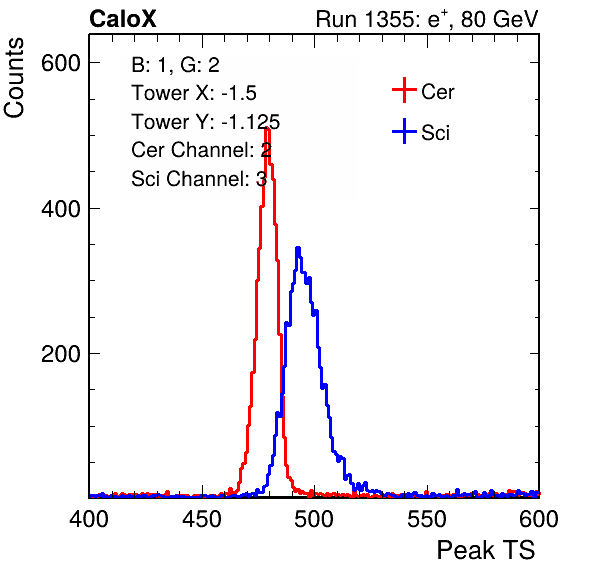 CaloX Run 1355: e+, 80 GeV
Counts
B: 1, G: 2
Tower X: -1.5
Tower Y: -1.125
Cer Channel: 2
Sci Channel: 3
Cer
Sci
600
400
200
400 450 500 550 600
Peak TS